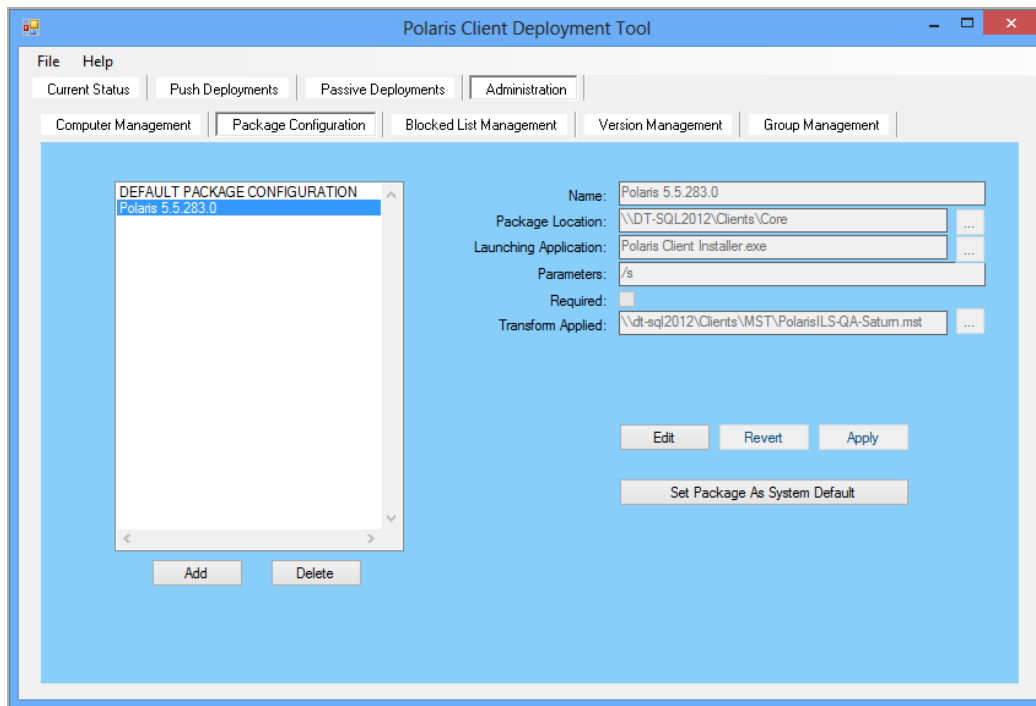 Polaris Client Deployment Tool
File Help
Current Status Push Deployments Passive Deployments Administration
Computer Management Package Configuration Blocked List Management Version Management Group Management
DEFAULT PACKAGE CONFIGURATION
Polaris 5.5.283.0
Name: Polaris 5.5.283.0
Package Location: \\DT-SQL2012\Clients\Core ...
Launching Application: Polaris Client Installer.exe ...
Parameters: /s
Required:
Transform Applied: \\dt-sql2012\Clients\MST\PolarisILS-QA-Saturn.mst ...
Edit Revert Apply
Set Package As System Default
Add Delete